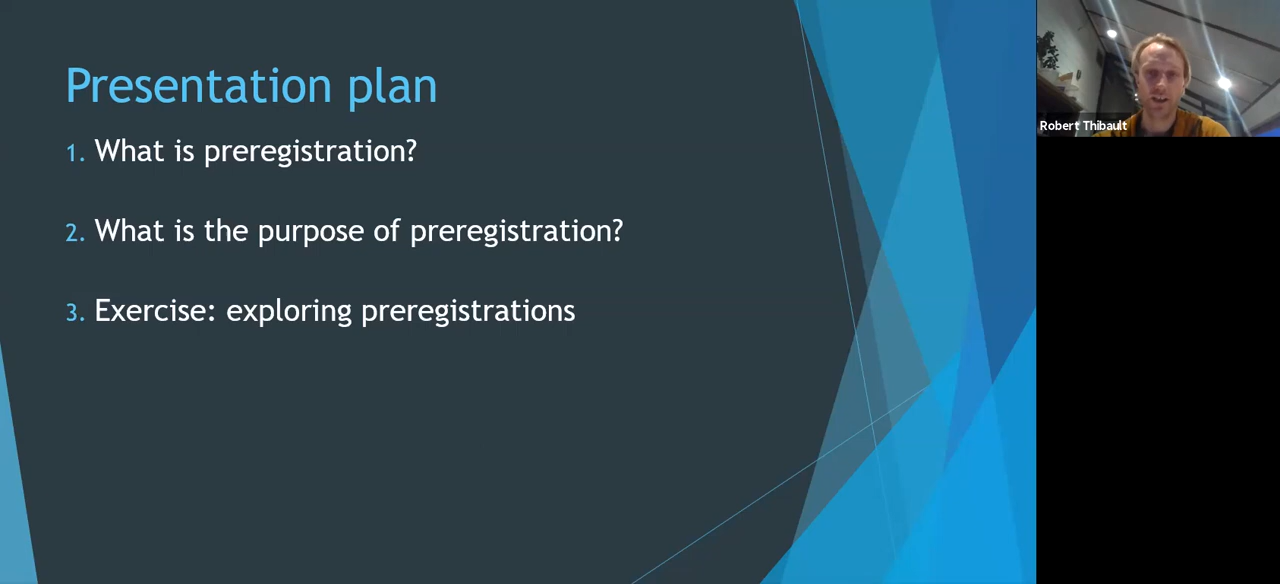 Presentation plan
1. What is preregistration?
2. What is the purpose of preregistration?
3. Exercise: exploring preregistrations
Robert Thibault